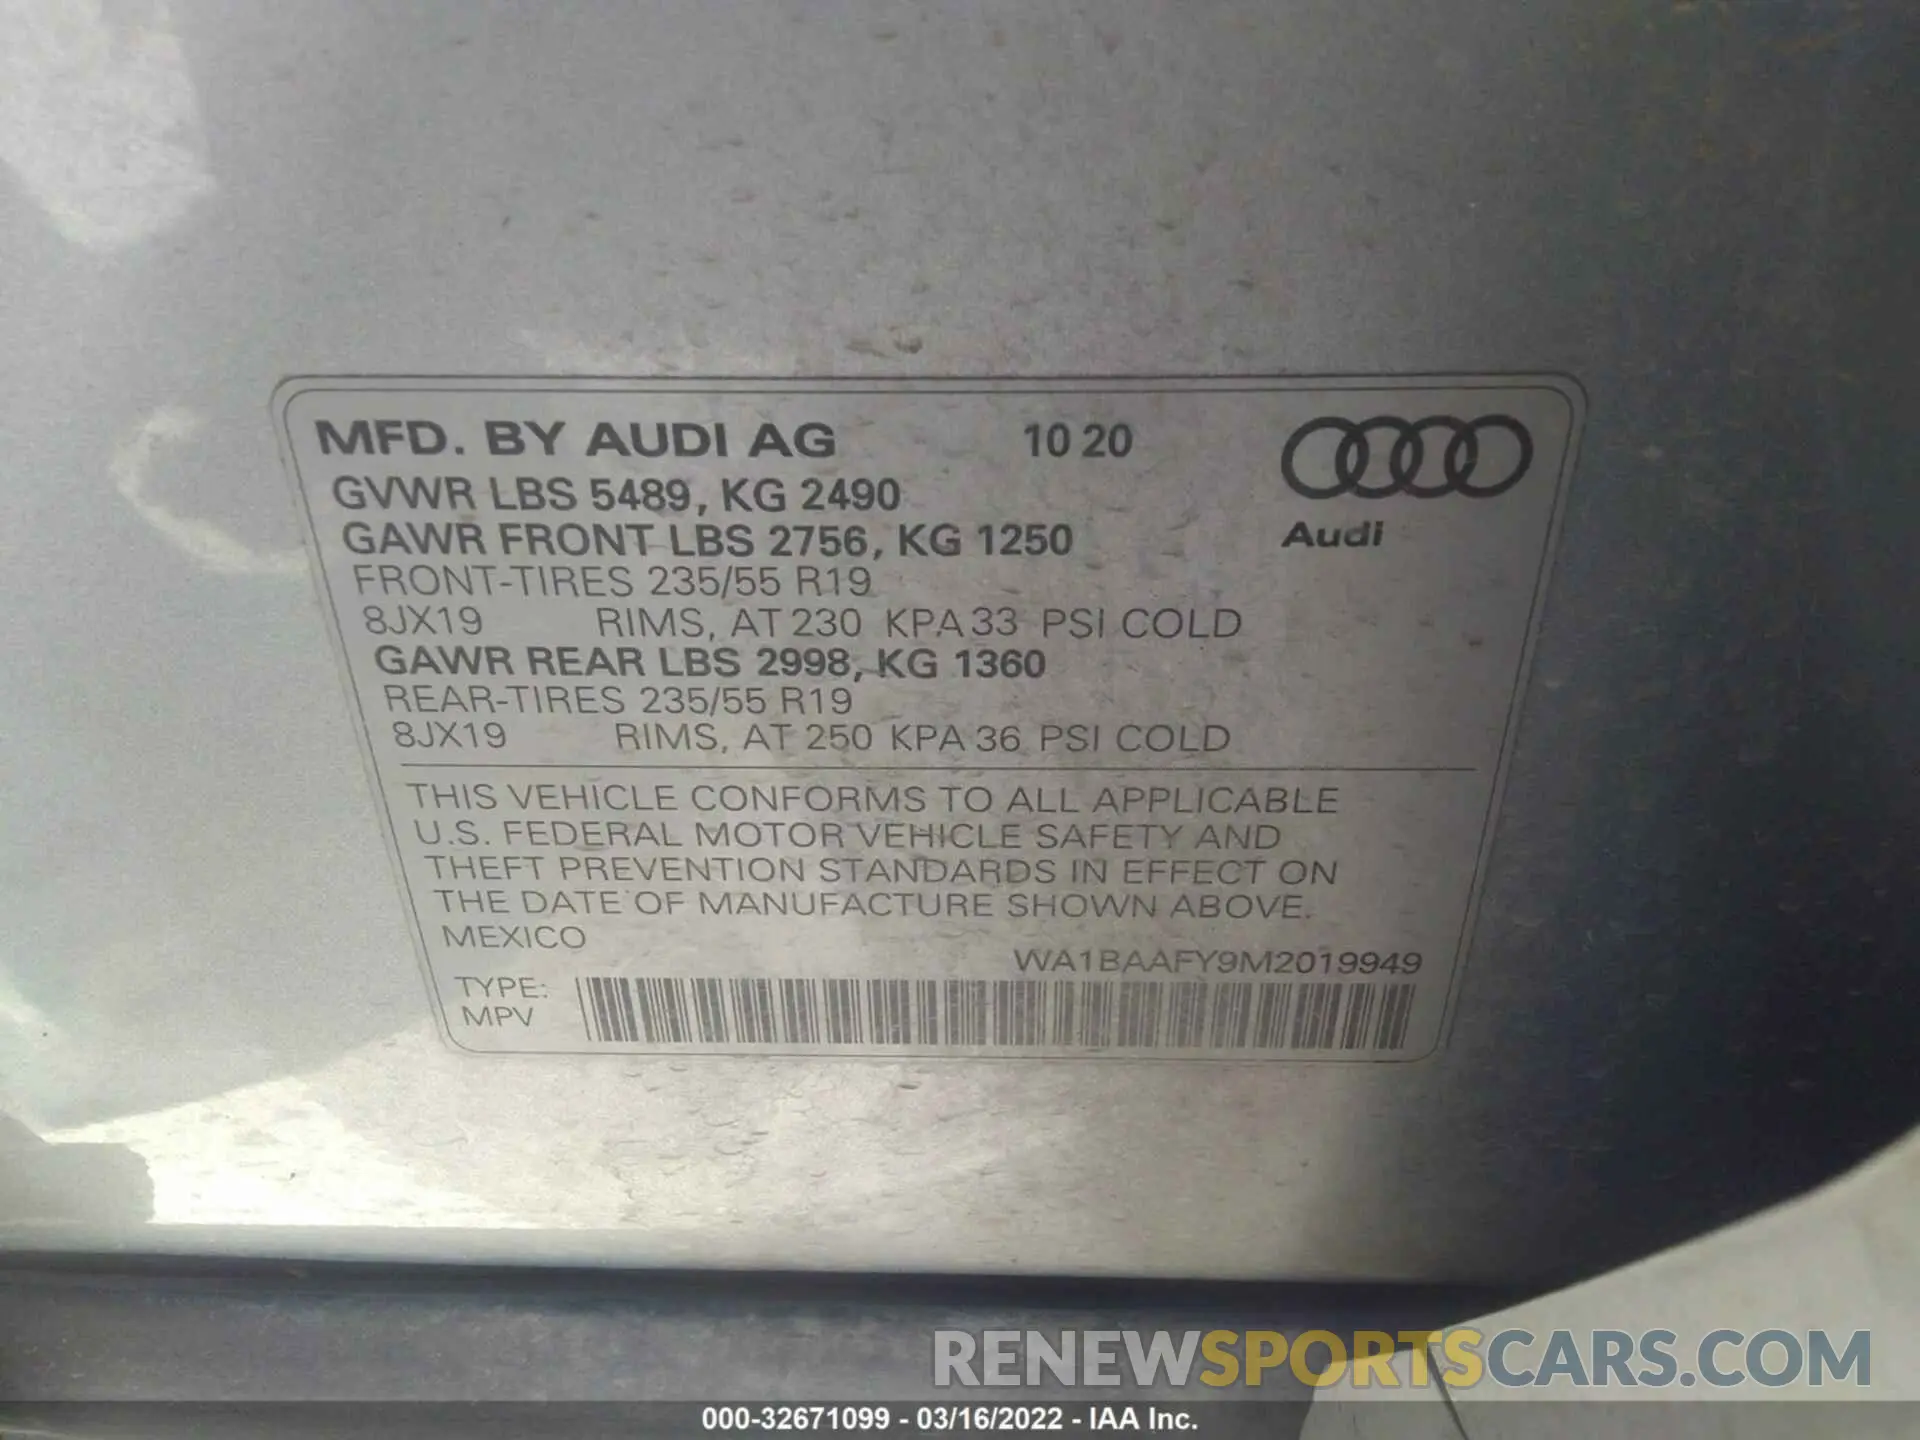 MFD. BY AUDI AG 10 20
GVWR LBS 5489, KG 2490
GAWR FRONT LBS 2756, KG 1250
Audi
FRONT-TIRES 235/55 R19
8JX19 RIMS, AT 230 KPA 33 PSI COLD
GAWR REAR LBS 2998, KG 1360
REAR-TIRES 235/55 R19
8JX19 RIMS, AT 250 KPA 36 PSI COLD
THIS VEHICLE CONFORMS TO ALL APPLICABLE
U.S. FEDERAL MOTOR VEHICLE SAFETY AND
THEFT PREVENTION STANDARDS IN EFFECT ON
THE DATE OF MANUFACTURE SHOWN ABOVE.
MEXICO
WA1BAAFY9M2019949
TYPE:
MPV
RENEWSPORTSCARS.COM
000-32671099 - 03/16/2022 - IAA Inc.